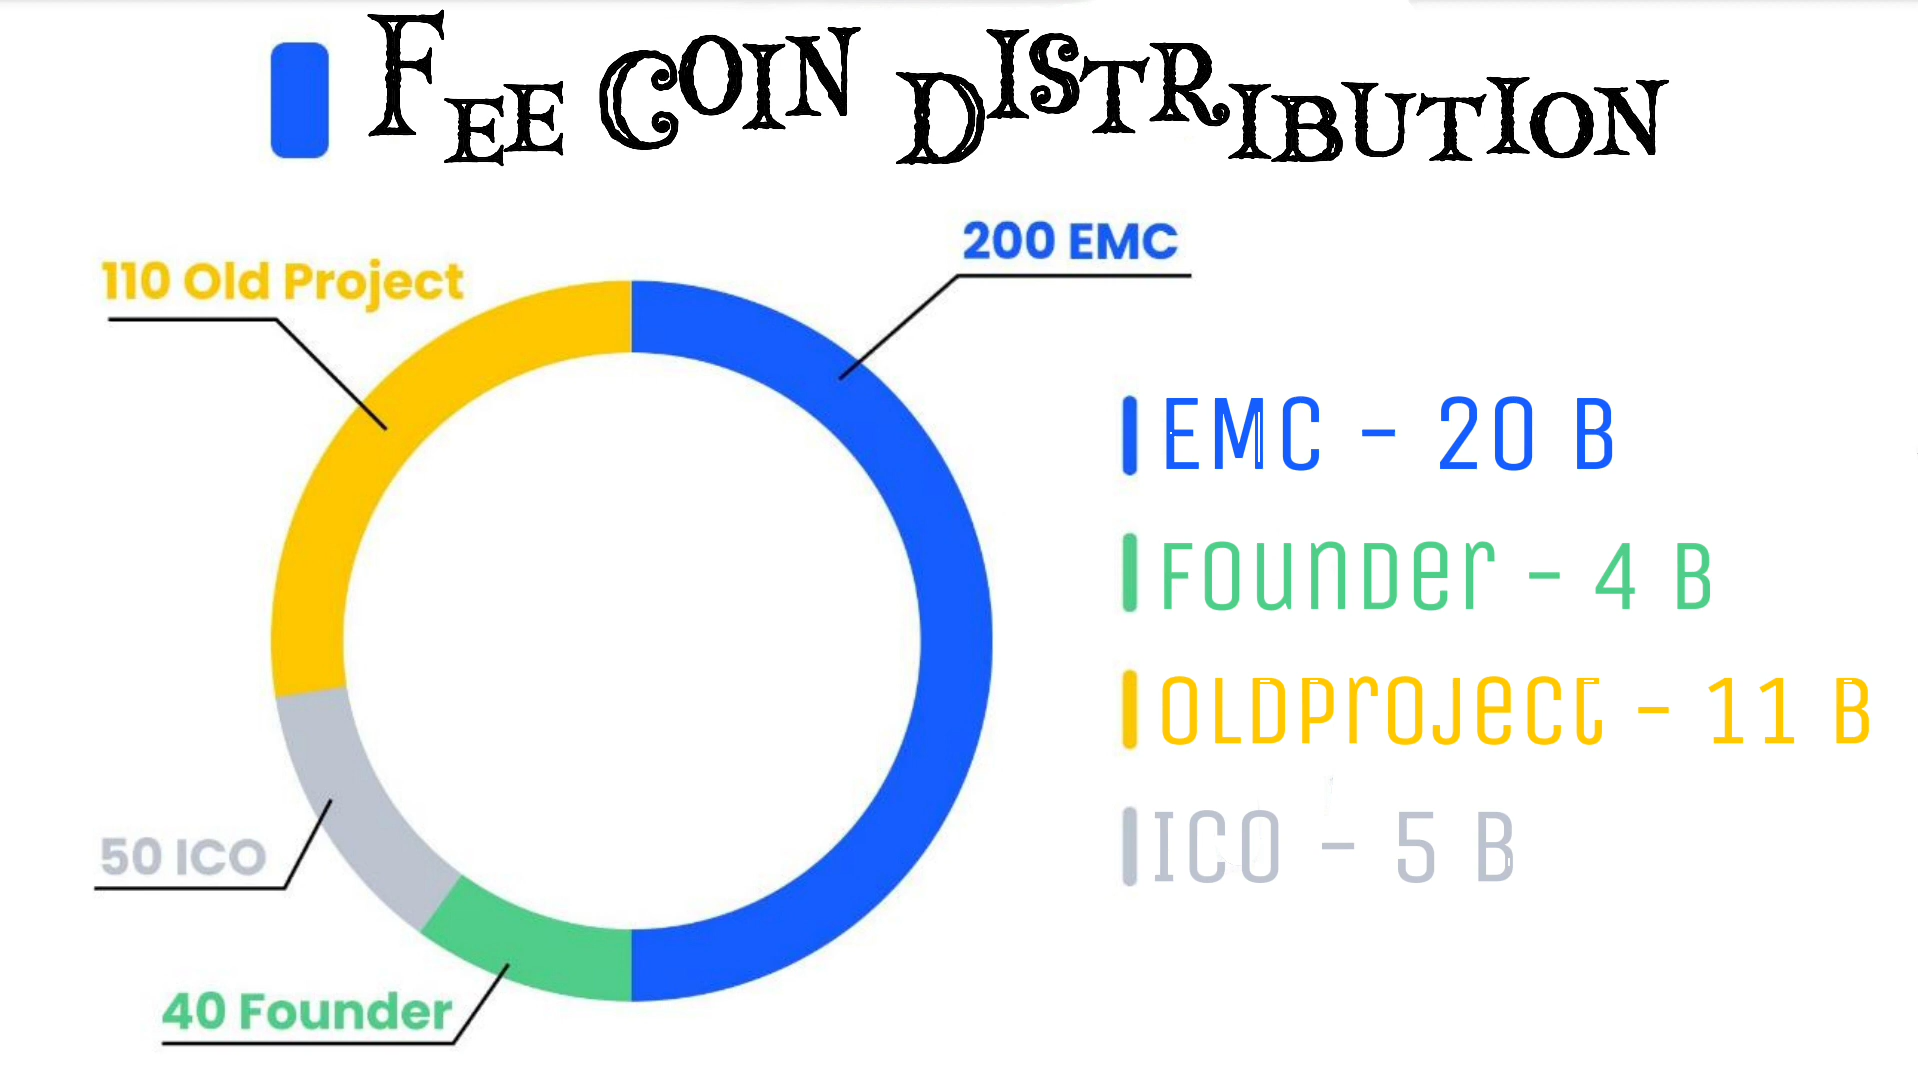 Fee Coin Distribution
200 EMC
110 Old Project
50 ICO
40 Founder
EMC - 20 B
Founder - 4 B
OLDProject - 11 B
ICO - 5 B